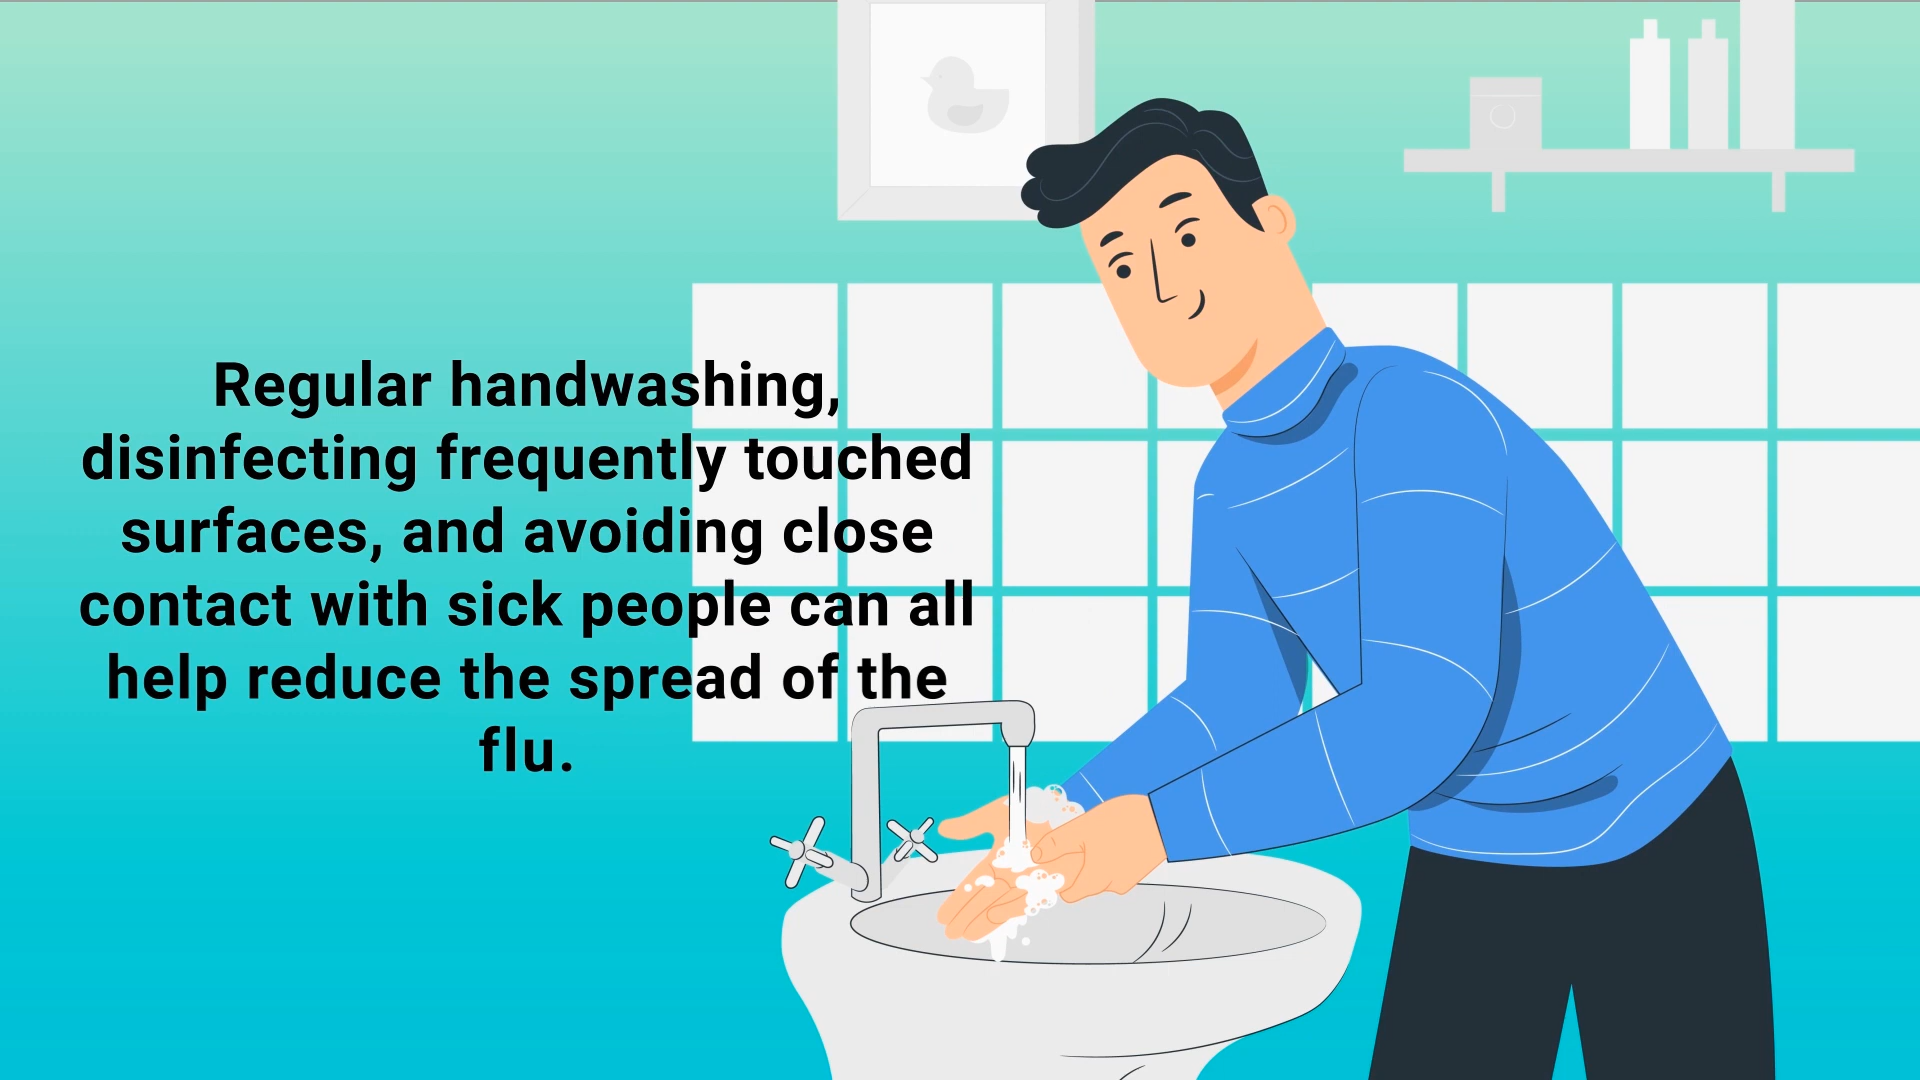 Regular handwashing,
disinfecting frequently touched
surfaces, and avoiding close
contact with sick people can all
help reduce the spread of the
flu.